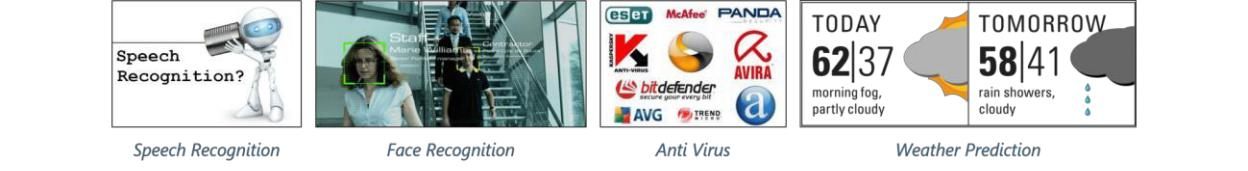 Speech
Recognition?
Staff
Marie Williams
Contractor
eset McAfee PANDA
SECURITY
KASPERSKY
ANTI-VIRUS
AVIRA
bitdefender
secure your every bit
AVG TREND
MICRO
a
TODAY
62|37
morning fog,
partly cloudy
TOMORROW
58|41
rain showers,
cloudy
Speech Recognition
Face Recognition
Anti Virus
Weather Prediction